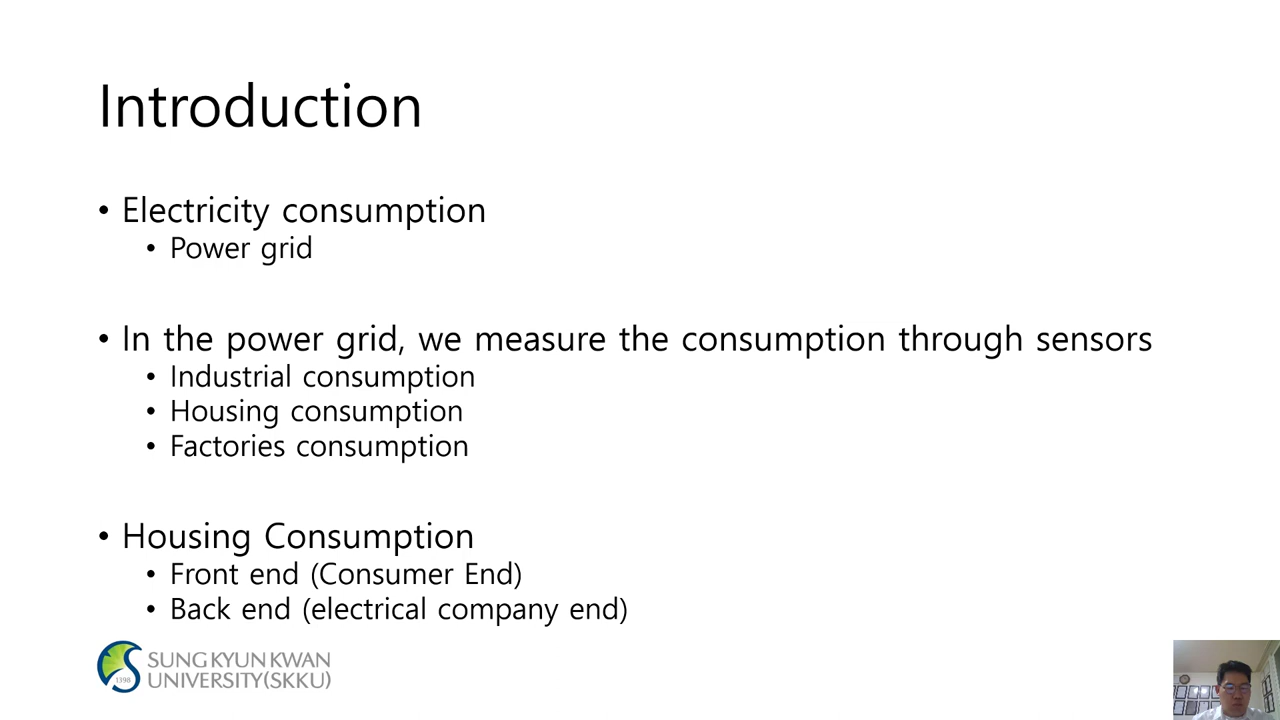 Introduction
• Electricity consumption
• Power grid
• In the power grid, we measure the consumption through sensors
• Industrial consumption
• Housing consumption
• Factories consumption
• Housing Consumption
• Front end (Consumer End)
• Back end (electrical company end)
1398
SUNG KYUN KWAN
UNIVERSITY(SKKU)